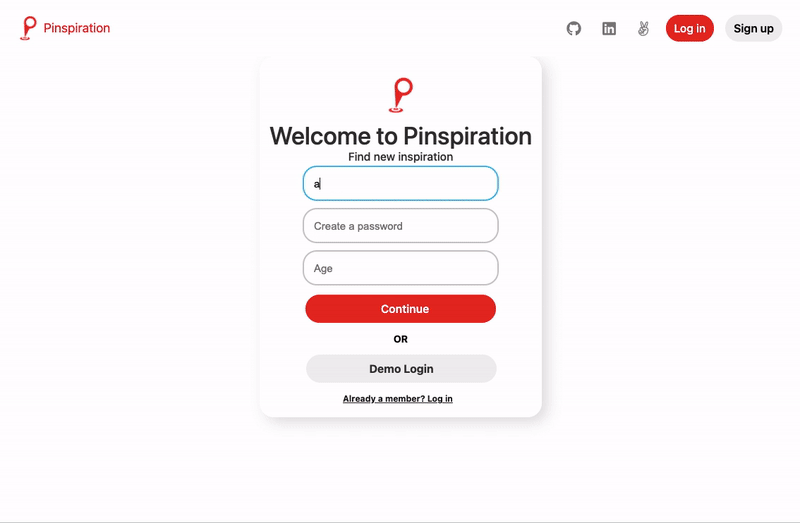 Pinspiration
Log in
Sign up
Welcome to Pinspiration
Find new inspiration
a
Create a password
Age
Continue
OR
Demo Login
Already a member? Log in